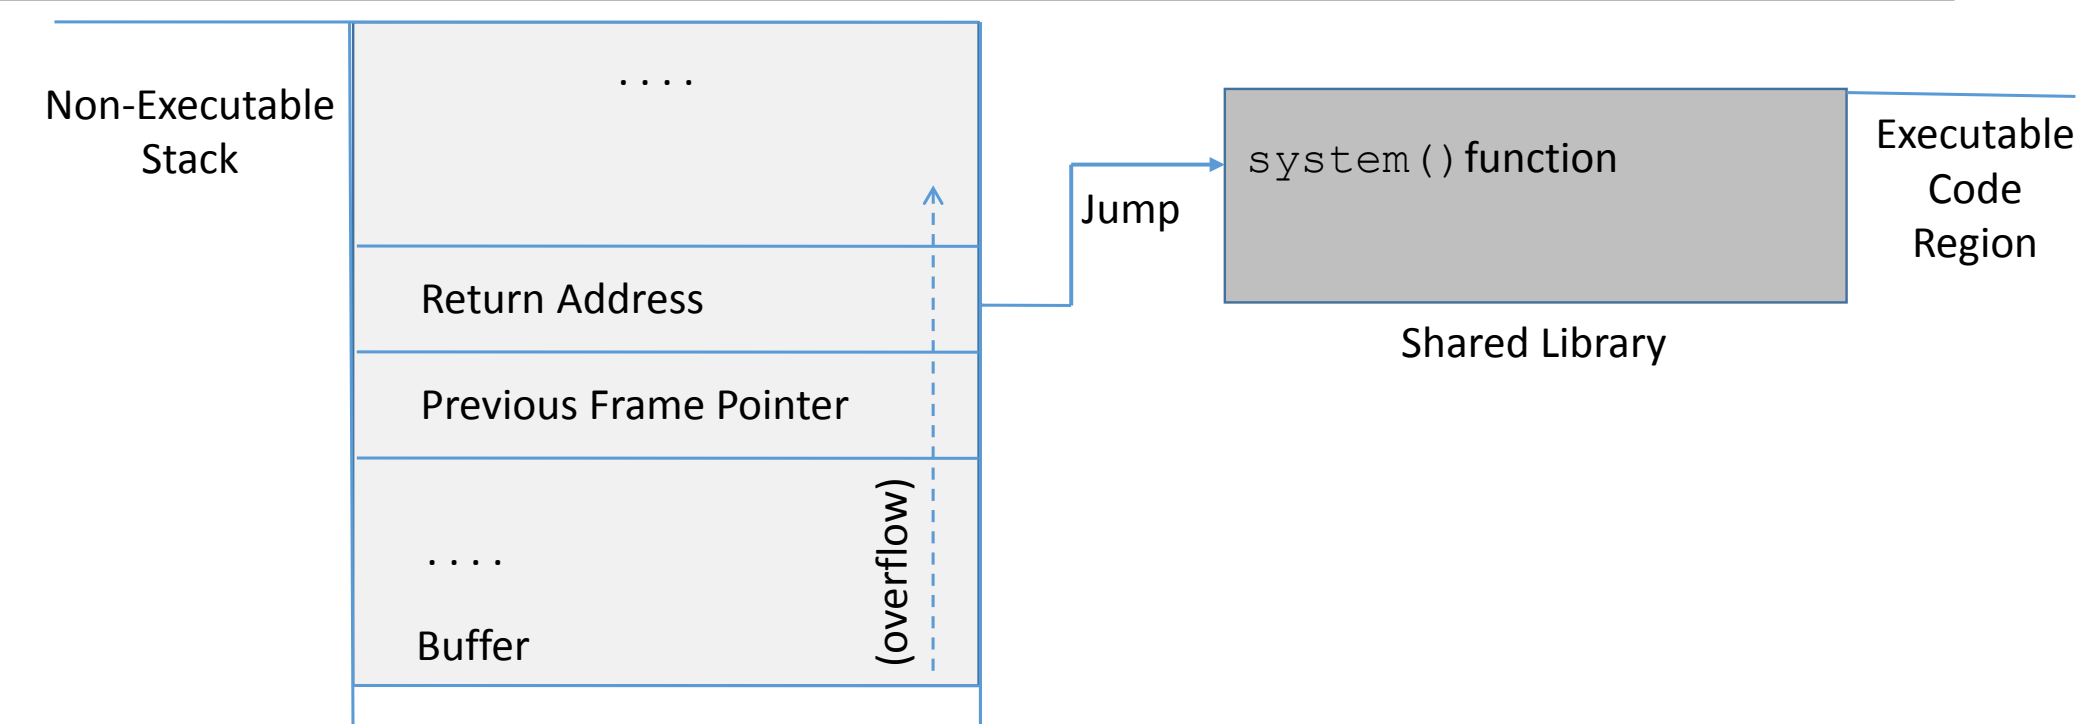 Non-Executable
Stack
. . . .
Return Address
Previous Frame Pointer
. . . .
Buffer
(overflow)
Jump
system()function
Shared Library
Executable
Code
Region